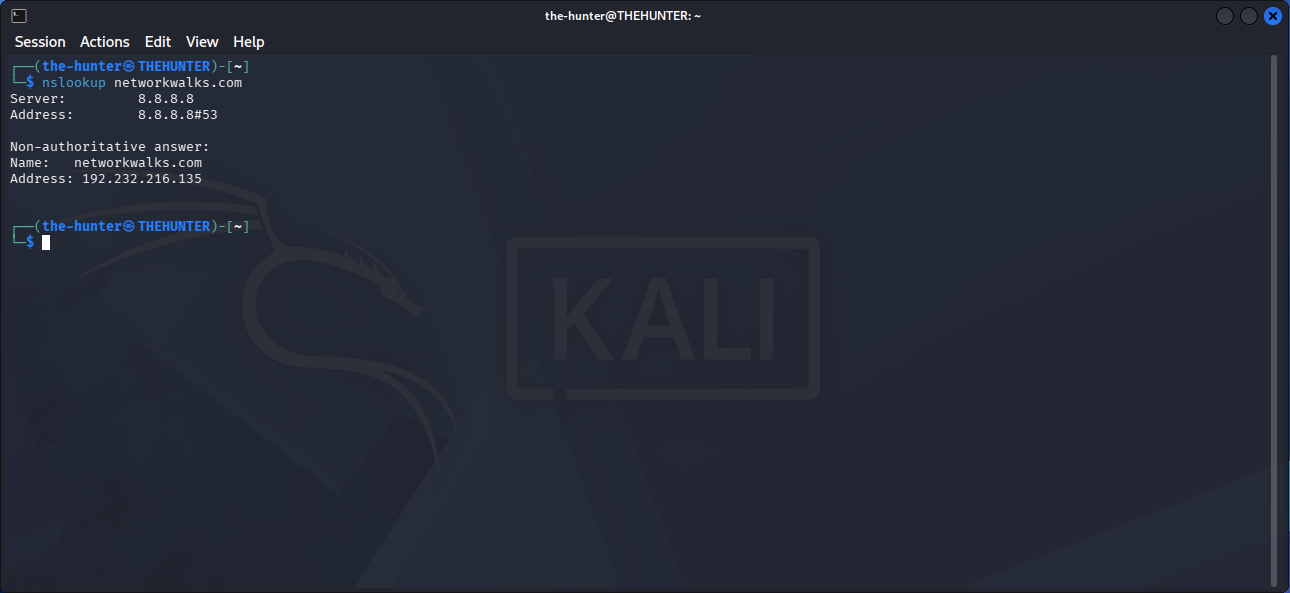 the-hunter@THEHUNTER: ~
Session Actions Edit View Help
┌──(the-hunter㉿THEHUNTER)-[~]
└─$ nslookup networkwalks.com
Server:         8.8.8.8
Address:        8.8.8.8#53
Non-authoritative answer:
Name:   networkwalks.com
Address: 192.232.216.135
┌──(the-hunter㉿THEHUNTER)-[~]
└─$
KALI